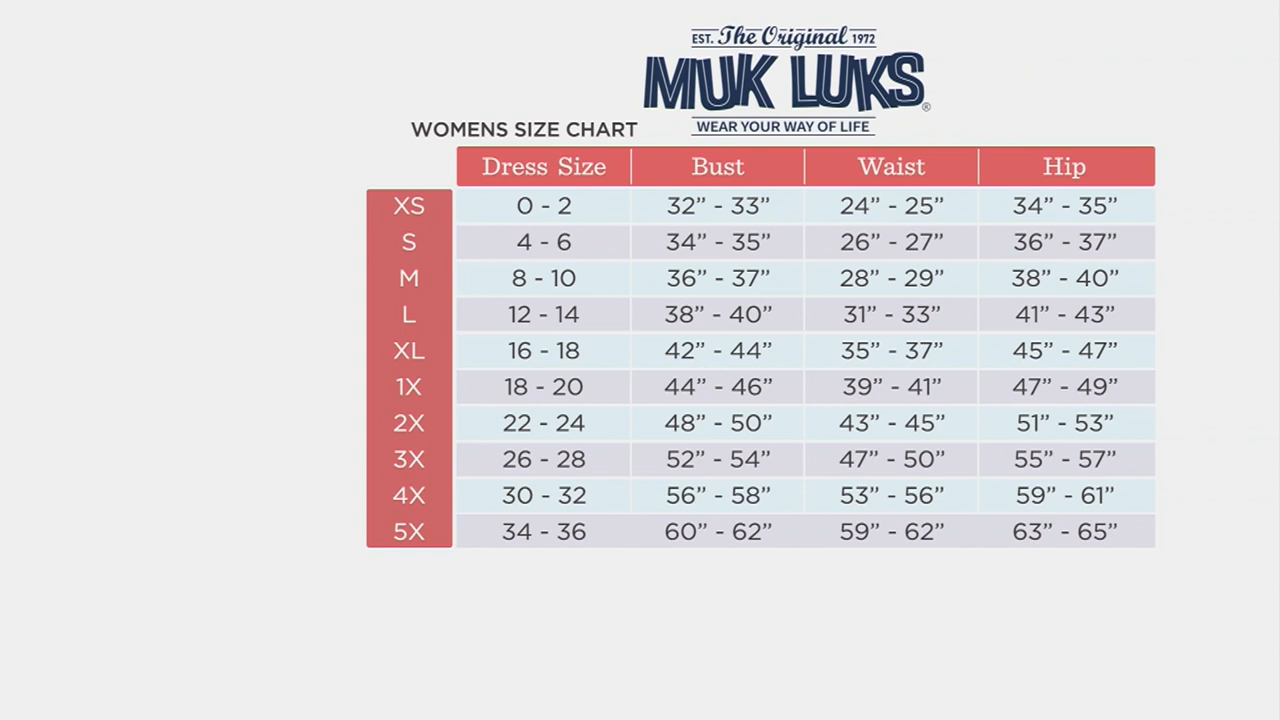 EST. The Original 1972
MUK LUKS®
WEAR YOUR WAY OF LIFE
WOMENS SIZE CHART
Dress Size Bust Waist Hip
XS 0 - 2 32” - 33” 24” - 25” 34” - 35”
S 4 - 6 34” - 35” 26” - 27” 36” - 37”
M 8 - 10 36” - 37” 28” - 29” 38” - 40”
L 12 - 14 38” - 40” 31” - 33” 41” - 43”
XL 16 - 18 42” - 44” 35” - 37” 45” - 47”
1X 18 - 20 44” - 46” 39” - 41” 47” - 49”
2X 22 - 24 48” - 50” 43” - 45” 51” - 53”
3X 26 - 28 52” - 54” 47” - 50” 55” - 57”
4X 30 - 32 56” - 58” 53” - 56” 59” - 61”
5X 34 - 36 60” - 62” 59” - 62” 63” - 65”